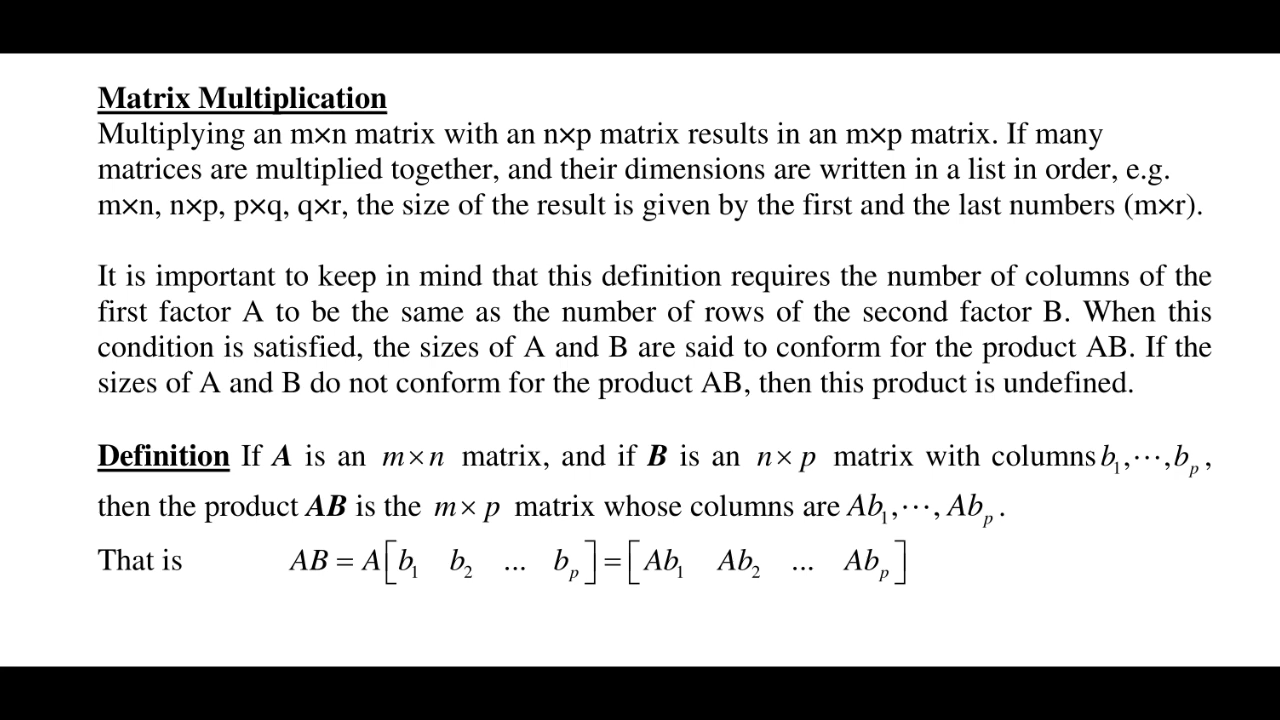 Matrix Multiplication
Multiplying an m×n matrix with an n×p matrix results in an m×p matrix. If many
matrices are multiplied together, and their dimensions are written in a list in order, e.g.
m×n, n×p, p×q, q×r, the size of the result is given by the first and the last numbers (m×r).
It is important to keep in mind that this definition requires the number of columns of the
first factor A to be the same as the number of rows of the second factor B. When this
condition is satisfied, the sizes of A and B are said to conform for the product AB. If the
sizes of A and B do not conform for the product AB, then this product is undefined.
Definition If A is an m×n matrix, and if B is an n×p matrix with columns b₁,⋯,bₚ,
then the product AB is the m×p matrix whose columns are Ab₁,⋯, Abₚ.
That is AB = A[b₁ b₂ ... bₚ]=[Ab₁ Ab₂ ... Abₚ]